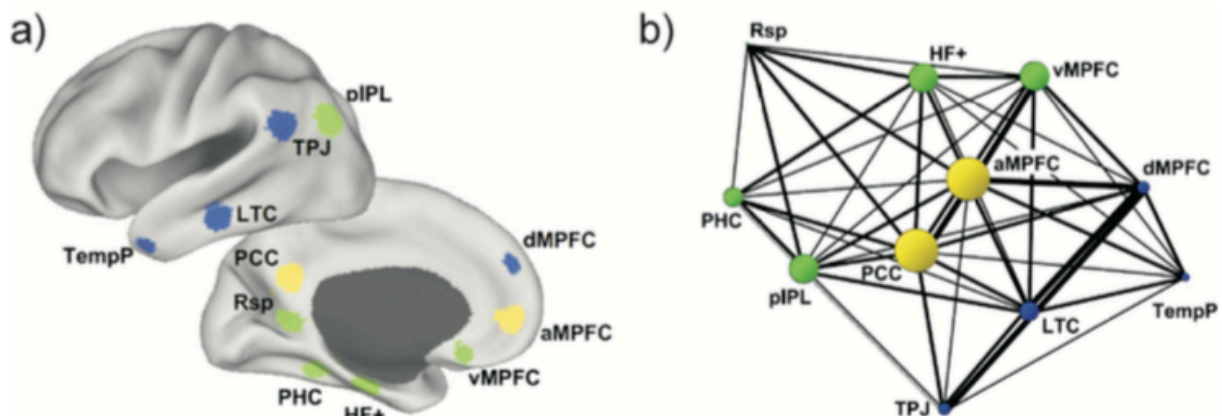 a)
pIPL
TPJ
LTC
TempP
PCC
dMPFC
Rsp
aMPFC
vMPFC
PHC
HF+
b)
Rsp
HF+
vMPFC
aMPFC
dMPFC
PHC
PCC
pIPL
TempP
LTC
TPJ